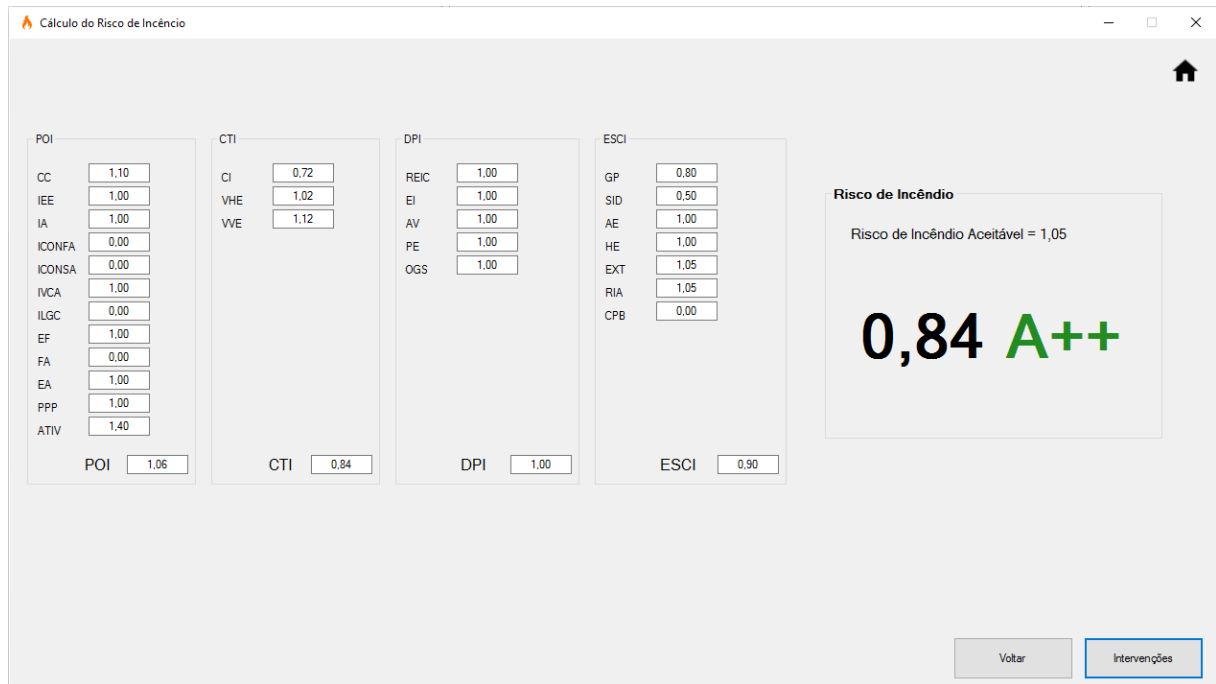 Cálculo do Risco de Incêncio
POI
CC 1,10
IEE 1,00
IA 1,00
ICONFA 0,00
ICONSA 0,00
IVCA 1,00
ILGC 0,00
EF 1,00
FA 0,00
EA 1,00
PPP 1,00
ATIV 1,40
POI 1,06
CTI
CI 0,72
VHE 1,02
VVE 1,12
CTI 0,84
DPI
REIC 1,00
EI 1,00
AV 1,00
PE 1,00
OGS 1,00
DPI 1,00
ESCI
GP 0,80
SID 0,50
AE 1,00
HE 1,00
EXT 1,05
RIA 1,05
CPB 0,00
ESCI 0,90
Risco de Incêndio
Risco de Incêndio Aceitável = 1,05
0,84 A++
Voltar
Intervenções